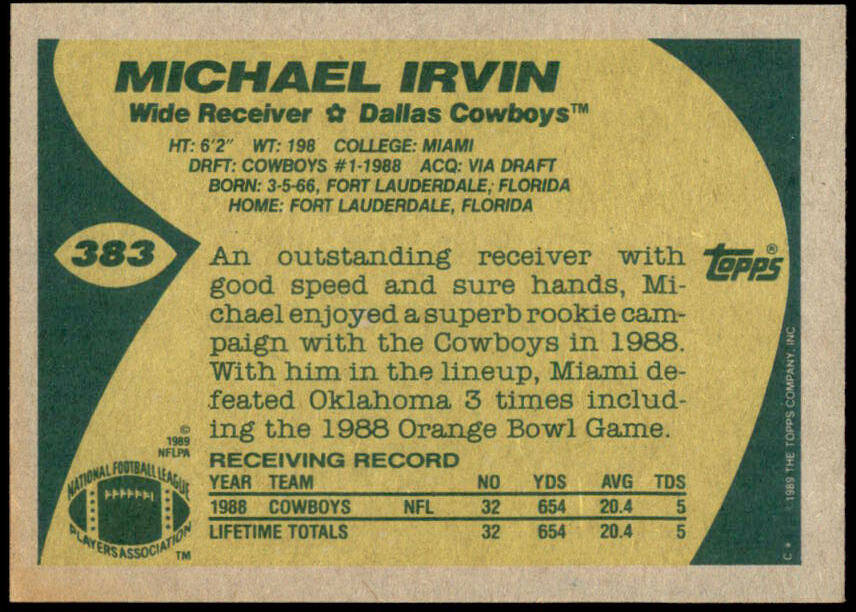 MICHAEL IRVIN
Wide Receiver ✿ Dallas Cowboys™
HT: 6'2" WT: 198 COLLEGE: MIAMI
DRFT: COWBOYS #1-1988 ACQ: VIA DRAFT
BORN: 3-5-66, FORT LAUDERDALE, FLORIDA
HOME: FORT LAUDERDALE, FLORIDA
383
TOPPS®
An outstanding receiver with
good speed and sure hands, Mi-
chael enjoyed a superb rookie cam-
paign with the Cowboys in 1988.
With him in the lineup, Miami de-
feated Oklahoma 3 times includ-
ing the 1988 Orange Bowl Game.
RECEIVING RECORD
YEAR TEAM NO YDS AVG TDS
1988 COWBOYS NFL 32 654 20.4 5
LIFETIME TOTALS 32 654 20.4 5
©
1989
NFLPA
NATIONAL FOOTBALL LEAGUE
PLAYERS ASSOCIATION
TM
1989 THE TOPPS COMPANY, INC
C *